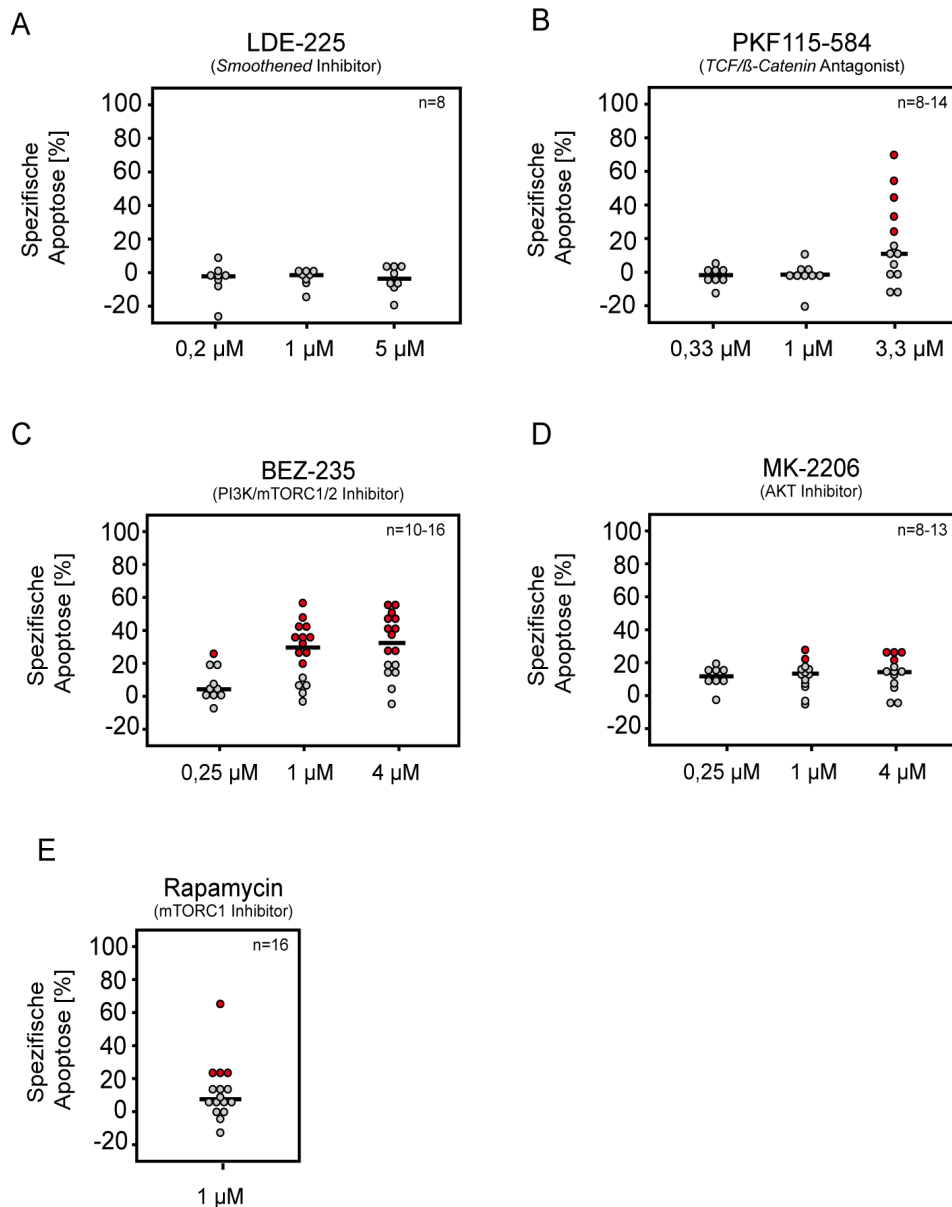 A
LDE-225
(Smoothened Inhibitor)
n=8
Spezifische
Apoptose [%]
100
80
60
40
20
0
-20
0,2 µM 1 µM 5 µM
B
PKF115-584
(TCF/ß-Catenin Antagonist)
n=8-14
Spezifische
Apoptose [%]
100
80
60
40
20
0
-20
0,33 µM 1 µM 3,3 µM
C
BEZ-235
(PI3K/mTORC1/2 Inhibitor)
n=10-16
Spezifische
Apoptose [%]
100
80
60
40
20
0
-20
0,25 µM 1 µM 4 µM
D
MK-2206
(AKT Inhibitor)
n=8-13
Spezifische
Apoptose [%]
100
80
60
40
20
0
-20
0,25 µM 1 µM 4 µM
E
Rapamycin
(mTORC1 Inhibitor)
n=16
Spezifische
Apoptose [%]
100
80
60
40
20
0
-20
1 µM